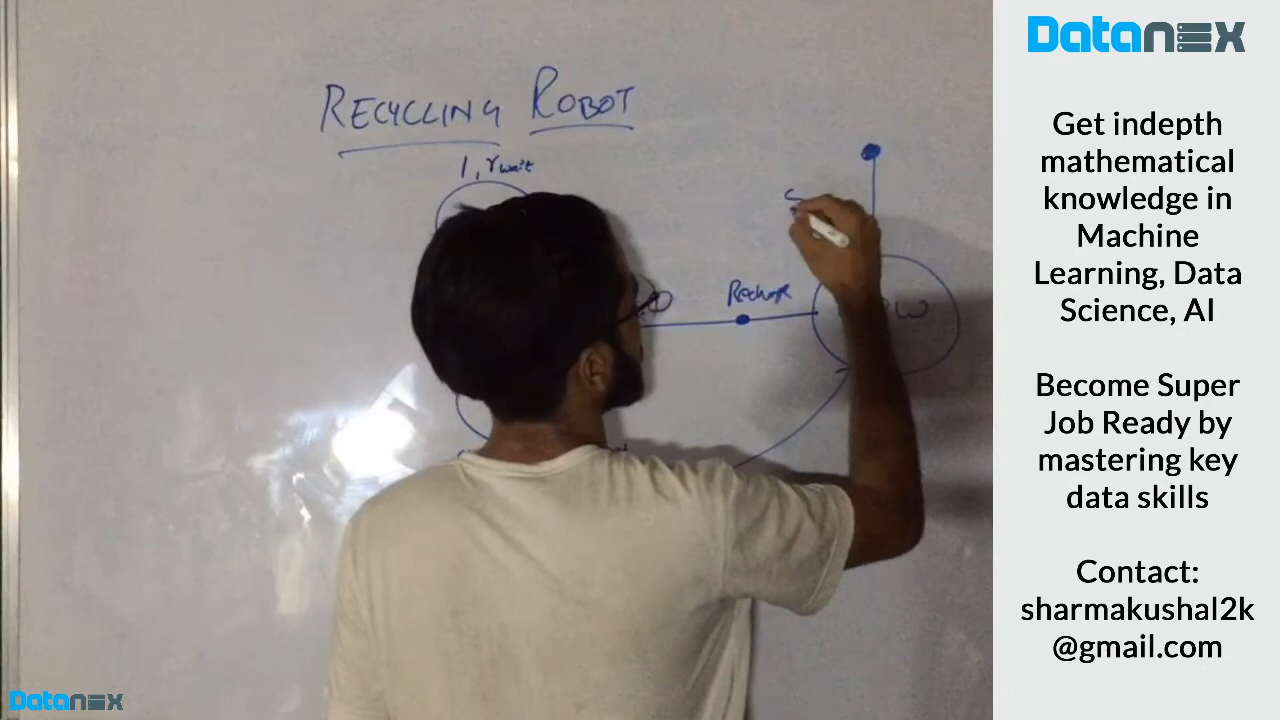 RECYCLING ROBOT
1, rwait
Datanex
Get indepth
mathematical
knowledge in
Machine
Learning, Data
Science, AI
Become Super
Job Ready by
mastering key
data skills
Contact:
sharmakushal2k
@gmail.com
Datanex